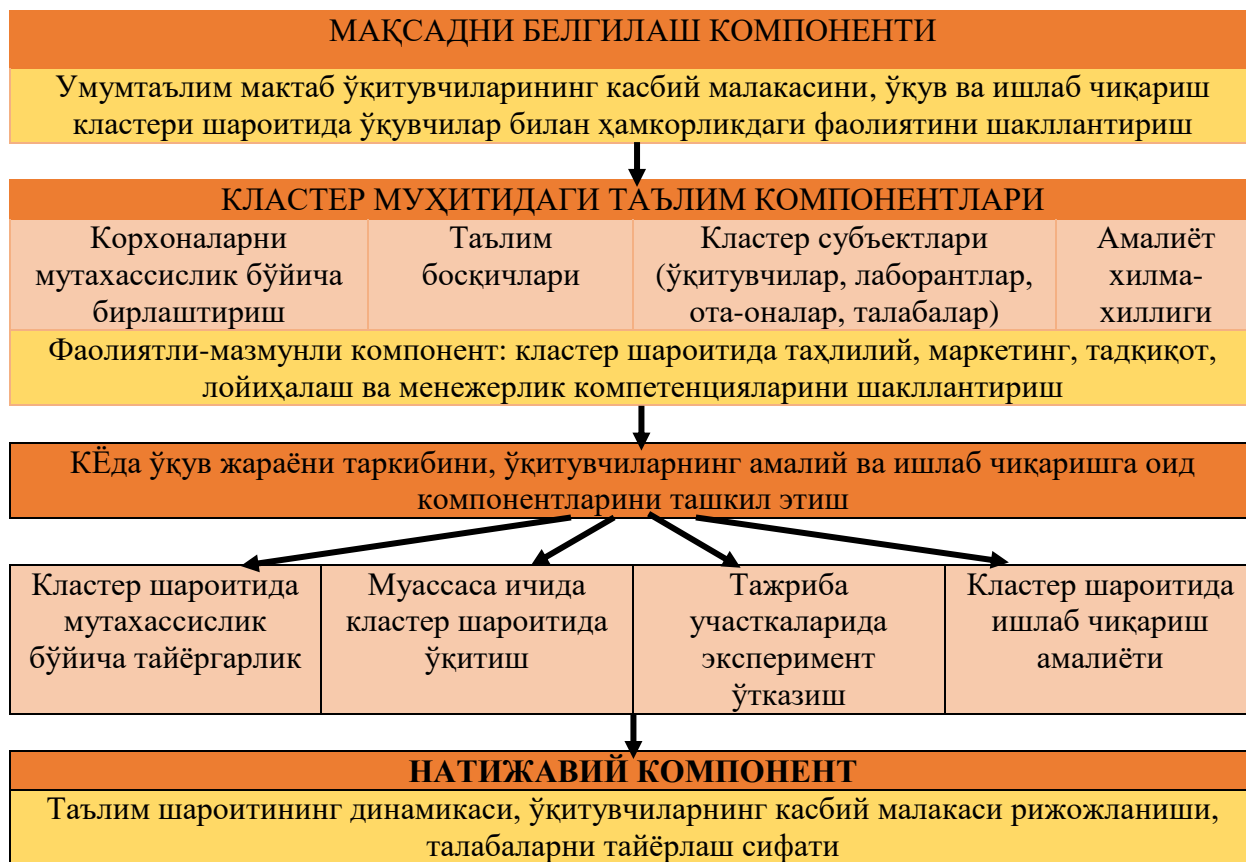 МАҚСАДНИ БЕЛГИЛАШ КОМПОНЕНТИ
Умумтаълим мактаб ўқитувчиларининг касбий малакасини, ўқув ва ишлаб чиқариш
кластери шароитида ўқувчилар билан ҳамкорликдаги фаолиятини шакллантириш
КЛАСТЕР МУҲИТИДАГИ ТАЪЛИМ КОМПОНЕНТЛАРИ
Корхоналарни
мутахассислик бўйича
бирлаштириш
Таълим
босқичлари
Кластер субъектлари
(ўқитувчилар, лаборантлар,
ота-оналар, талабалар)
Амалиёт
хилма-
хиллиги
Фаолиятли-мазмунли компонент: кластер шароитида таҳлилий, маркетинг, тадқиқот,
лойиҳалаш ва менежерлик компетенцияларини шакллантириш
КЁда ўқув жараёни таркибини, ўқитувчиларнинг амалий ва ишлаб чиқаришга оид
компонентларини ташкил этиш
Кластер шароитида
мутахассислик
бўйича тайёргарлик
Муассаса ичида
кластер шароитида
ўқитиш
Тажриба
участкаларида
эксперимент
ўтказиш
Кластер шароитида
ишлаб чиқариш
амалиёти
НАТИЖАВИЙ КОМПОНЕНТ
Таълим шароитининг динамикаси, ўқитувчиларнинг касбий малакаси рижожланиши,
талабаларни тайёрлаш сифати